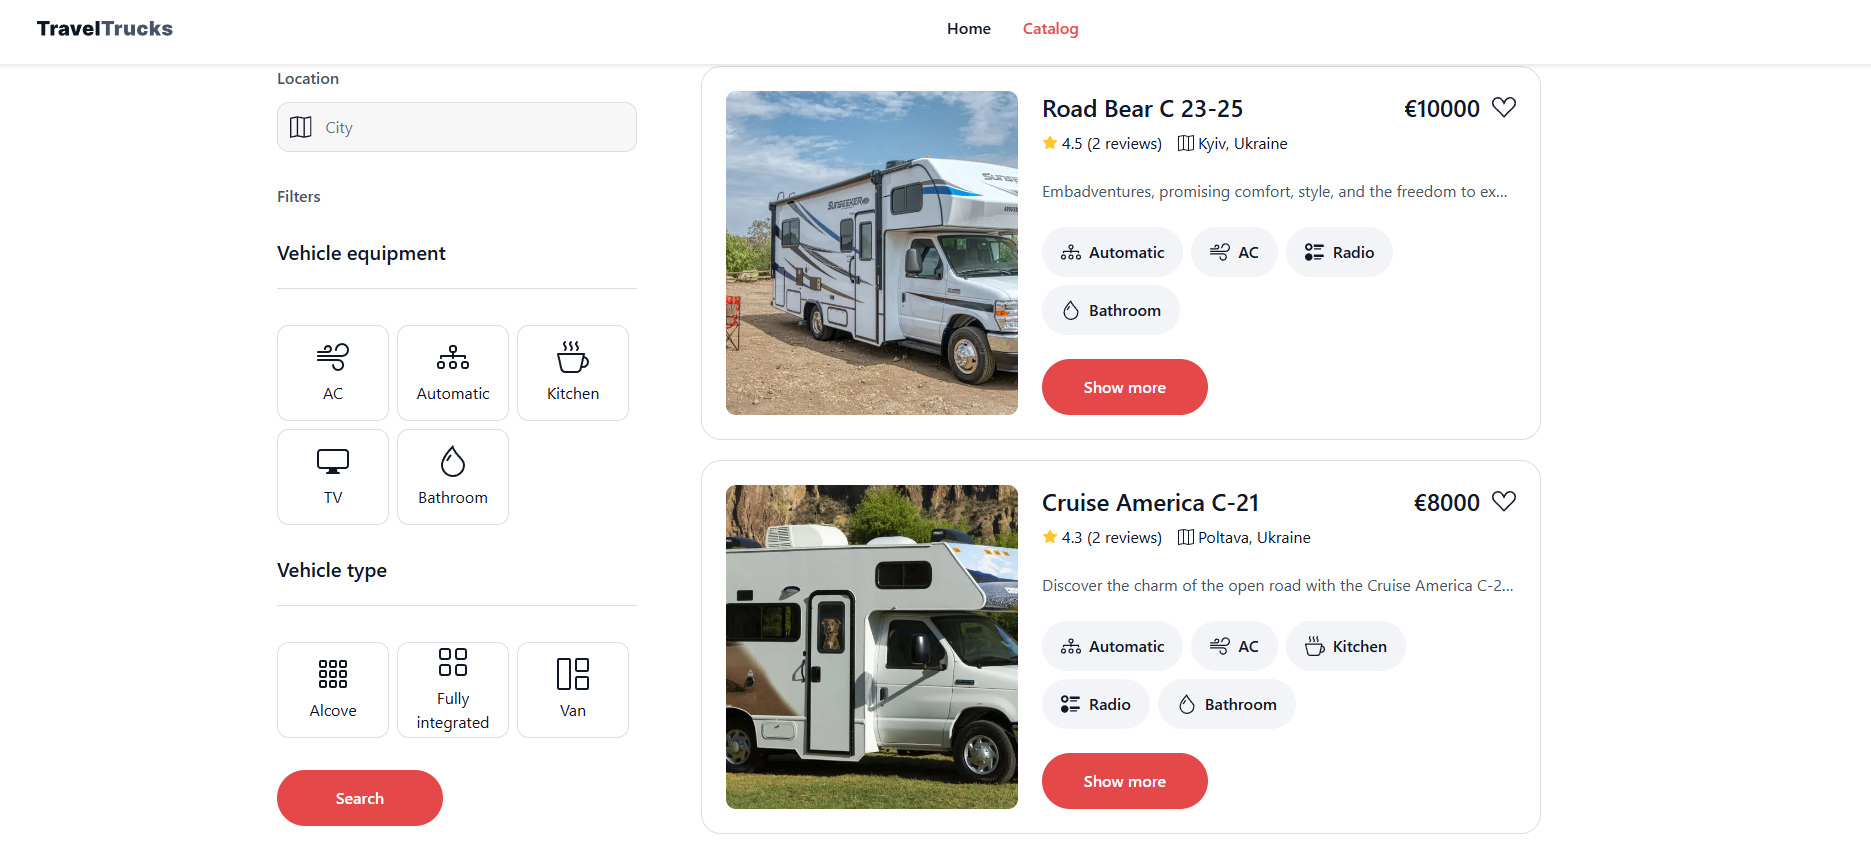 TravelTrucks
Home
Catalog
Location
City
Filters
Vehicle equipment
AC
Automatic
Kitchen
TV
Bathroom
Vehicle type
Alcove
Fully
integrated
Van
Search
Road Bear C 23-25
€10000
4.5 (2 reviews)
Kyiv, Ukraine
Embadventures, promising comfort, style, and the freedom to ex...
Automatic
AC
Radio
Bathroom
Show more
SUNSEEKER
Cruise America C-21
€8000
4.3 (2 reviews)
Poltava, Ukraine
Discover the charm of the open road with the Cruise America C-2...
Automatic
AC
Kitchen
Radio
Bathroom
Show more